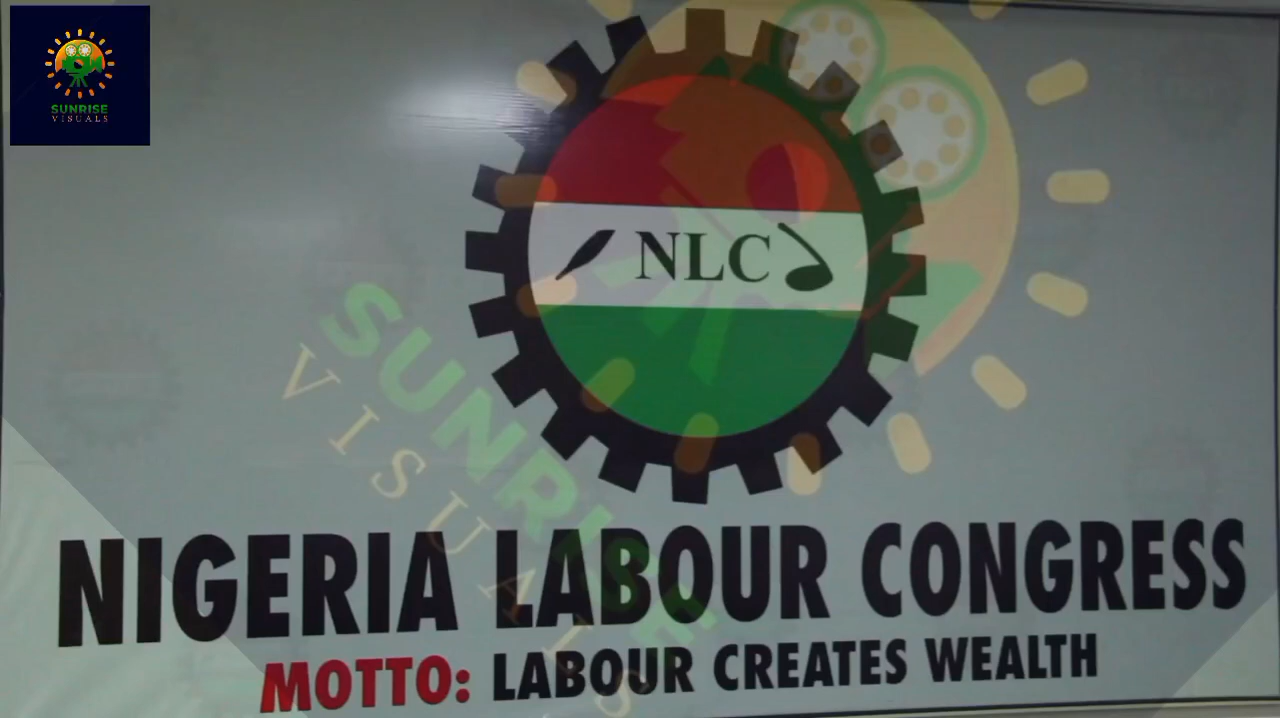 SUNRISE
VISUALS
NLC
SUNRISE
VISUALS
NIGERIA LABOUR CONGRESS
MOTTO: LABOUR CREATES WEALTH